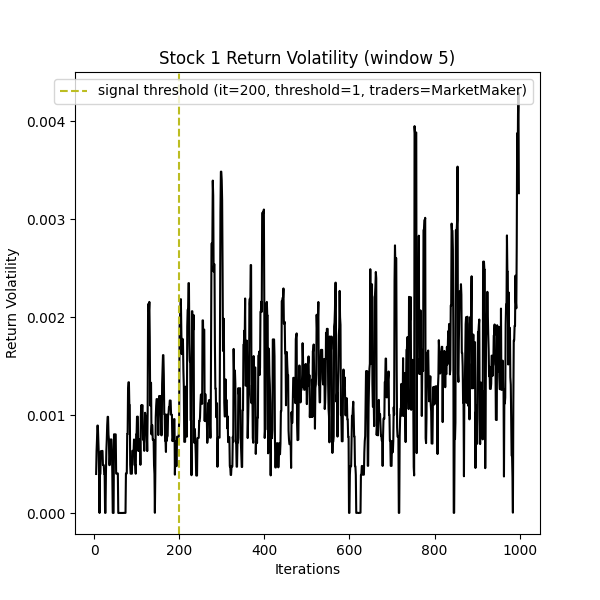 Stock 1 Return Volatility (window 5)
signal threshold (it=200, threshold=1, traders=MarketMaker)
Return Volatility
0.004
0.003
0.002
0.001
0.000
0
200
400
600
800
1000
Iterations